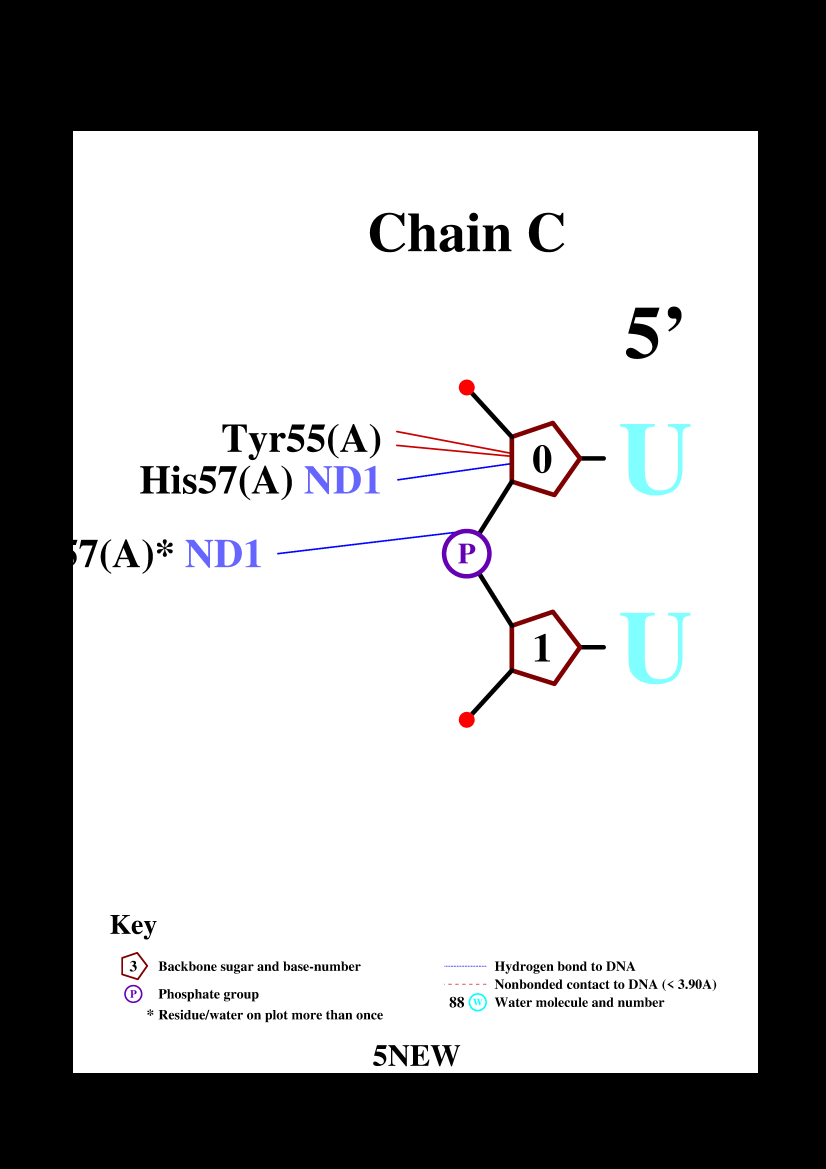 Chain C
5’
Tyr55(A)
0
U
His57(A) ND1
57(A)* ND1
P
1
U
Key
3 Backbone sugar and base-number
P Phosphate group
* Residue/water on plot more than once
Hydrogen bond to DNA
Nonbonded contact to DNA (< 3.90A)
88 W Water molecule and number
5NEW